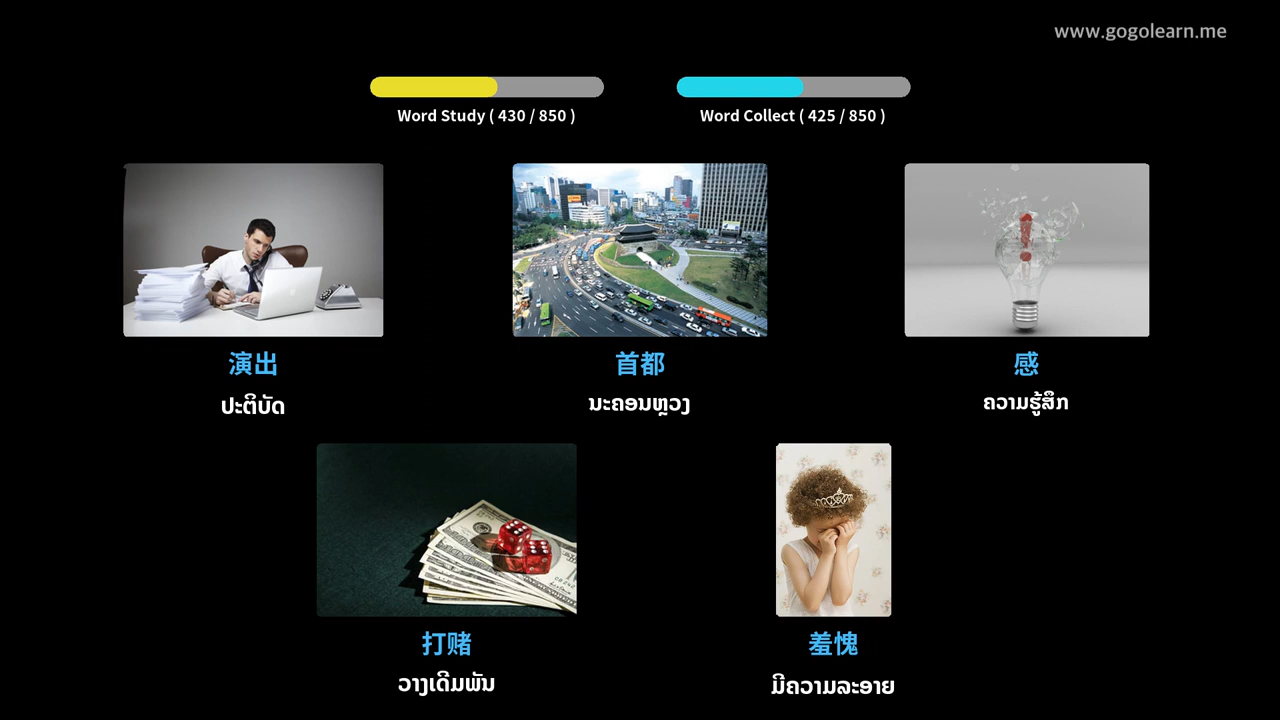 www.gogolearn.me
Word Study ( 430 / 850 )
Word Collect ( 425 / 850 )
演出
ປະຕິບັດ
首都
ນະຄອນຫຼວງ
感
ຄວາມຮູ້ສຶກ
打赌
ວາງເດີມພັນ
羞愧
ມີຄວາມລະອາຍ